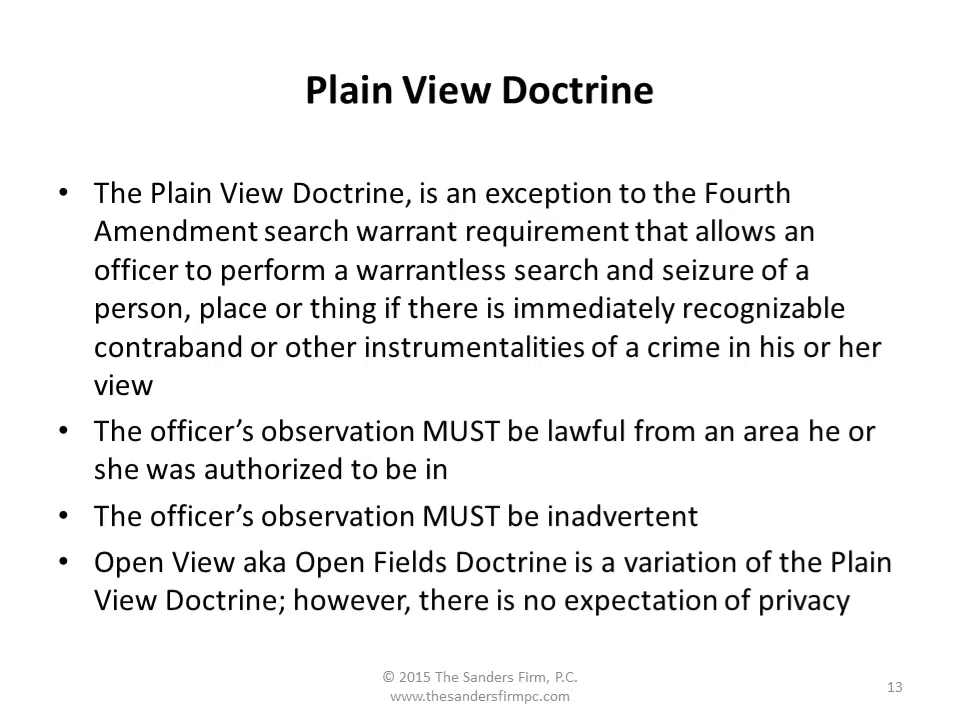 Plain View Doctrine
• The Plain View Doctrine, is an exception to the Fourth
Amendment search warrant requirement that allows an
officer to perform a warrantless search and seizure of a
person, place or thing if there is immediately recognizable
contraband or other instrumentalities of a crime in his or her
view
• The officer’s observation MUST be lawful from an area he or
she was authorized to be in
• The officer’s observation MUST be inadvertent
• Open View aka Open Fields Doctrine is a variation of the Plain
View Doctrine; however, there is no expectation of privacy
© 2015 The Sanders Firm, P.C.
www.thesandersfirmpc.com
13